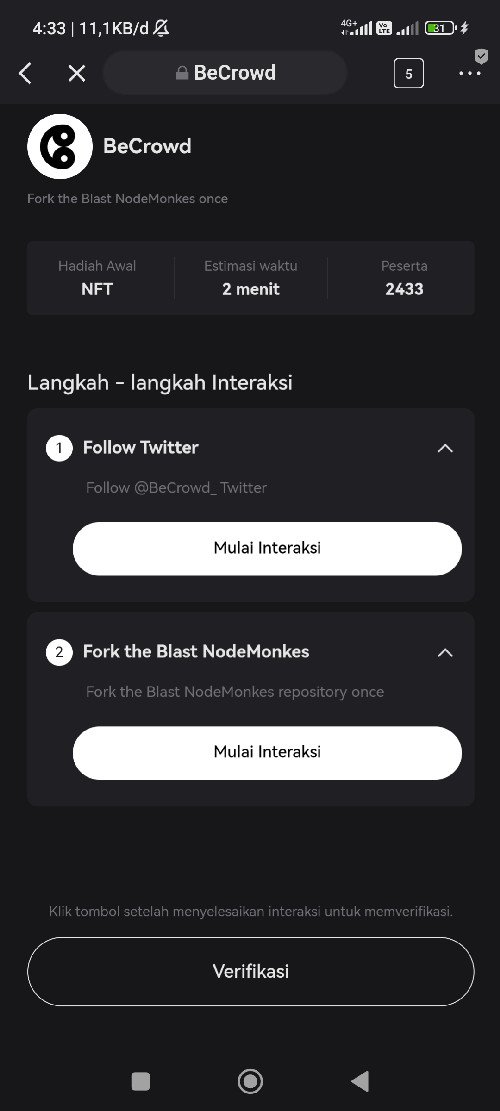 4:33 | 11,1KB/d
4G+
Vo
LTE
31
BeCrowd
5
BeCrowd
Fork the Blast NodeMonkes once
Hadiah Awal
NFT
Estimasi waktu
2 menit
Peserta
2433
Langkah - langkah Interaksi
1 Follow Twitter
Follow @BeCrowd_ Twitter
Mulai Interaksi
2 Fork the Blast NodeMonkes
Fork the Blast NodeMonkes repository once
Mulai Interaksi
Klik tombol setelah menyelesaikan interaksi untuk memverifikasi.
Verifikasi